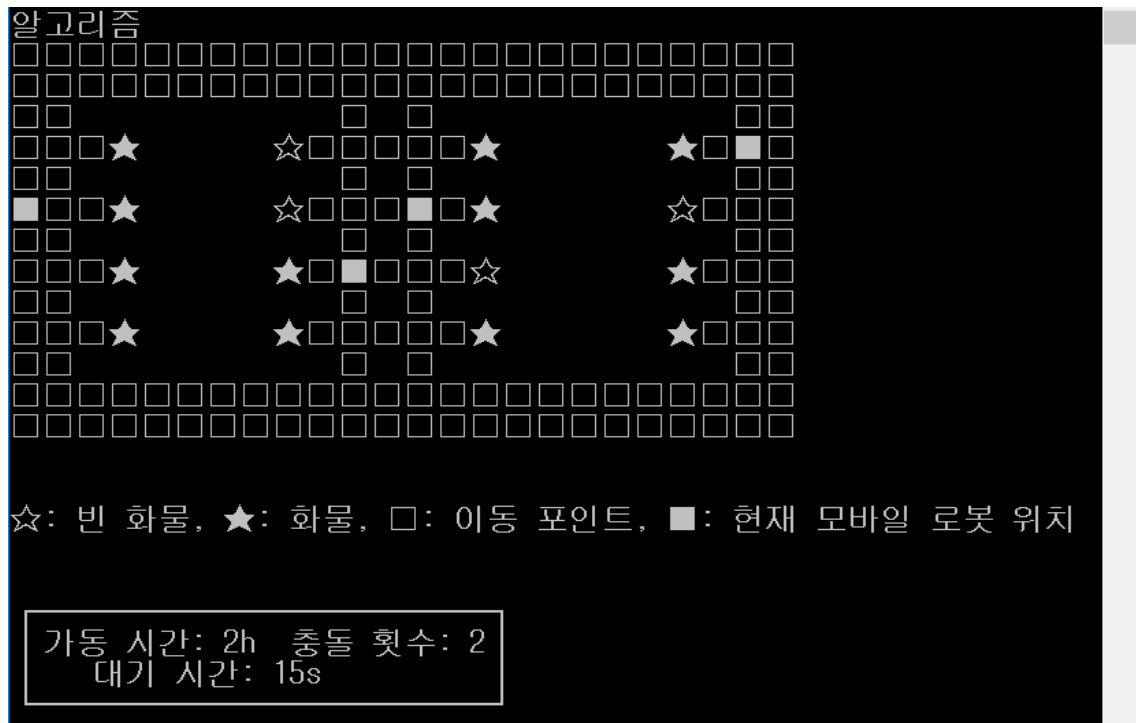 알고리즘
☆: 빈 화물, ★: 화물, □: 이동 포인트, ■: 현재 모바일 로봇 위치
가동 시간: 2h 충돌 횟수: 2
대기 시간: 15s